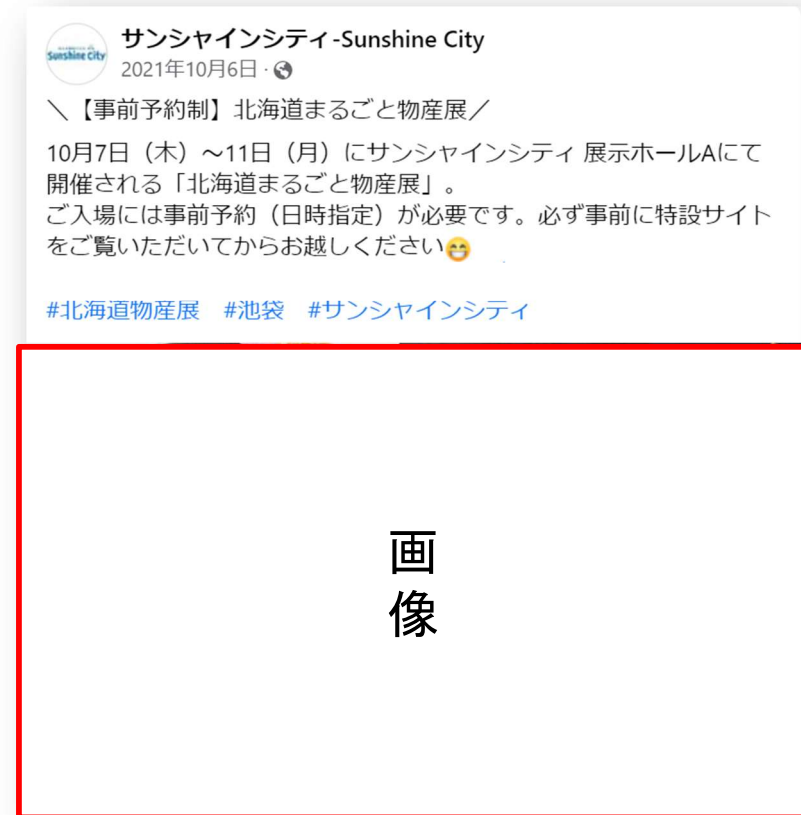 Sunshine City
サンシャインシティ-Sunshine City
2021年10月6日 ·
＼【事前予約制】北海道まるごと物産展／
10月7日（木）～11日（月）にサンシャインシティ 展示ホールAにて
開催される「北海道まるごと物産展」。
ご入場には事前予約（日時指定）が必要です。必ず事前に特設サイト
をご覧いただいてからお越しください😁
#北海道物産展 #池袋 #サンシャインシティ
画
像